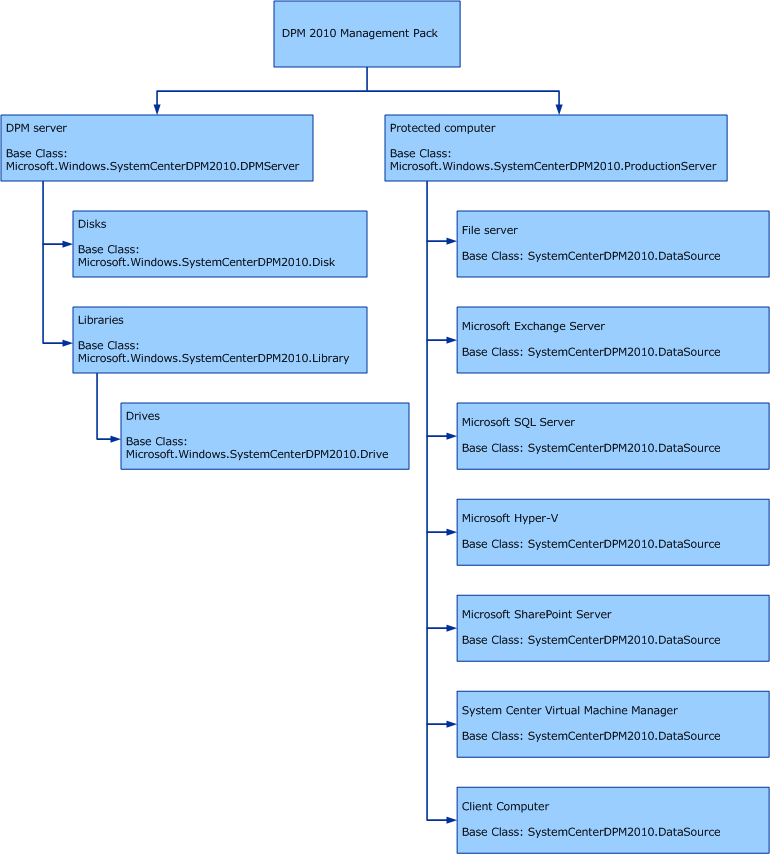 DPM 2010 Management Pack
DPM server
Base Class:
Microsoft.Windows.SystemCenterDPM2010.DPMServer
Disks
Base Class:
Microsoft.Windows.SystemCenterDPM2010.Disk
Libraries
Base Class:
Microsoft.Windows.SystemCenterDPM2010.Library
Drives
Base Class:
Microsoft.Windows.SystemCenterDPM2010.Drive
Protected computer
Base Class:
Microsoft.Windows.SystemCenterDPM2010.ProductionServer
File server
Base Class: SystemCenterDPM2010.DataSource
Microsoft Exchange Server
Base Class: SystemCenterDPM2010.DataSource
Microsoft SQL Server
Base Class: SystemCenterDPM2010.DataSource
Microsoft Hyper-V
Base Class: SystemCenterDPM2010.DataSource
Microsoft SharePoint Server
Base Class: SystemCenterDPM2010.DataSource
System Center Virtual Machine Manager
Base Class: SystemCenterDPM2010.DataSource
Client Computer
Base Class: SystemCenterDPM2010.DataSource